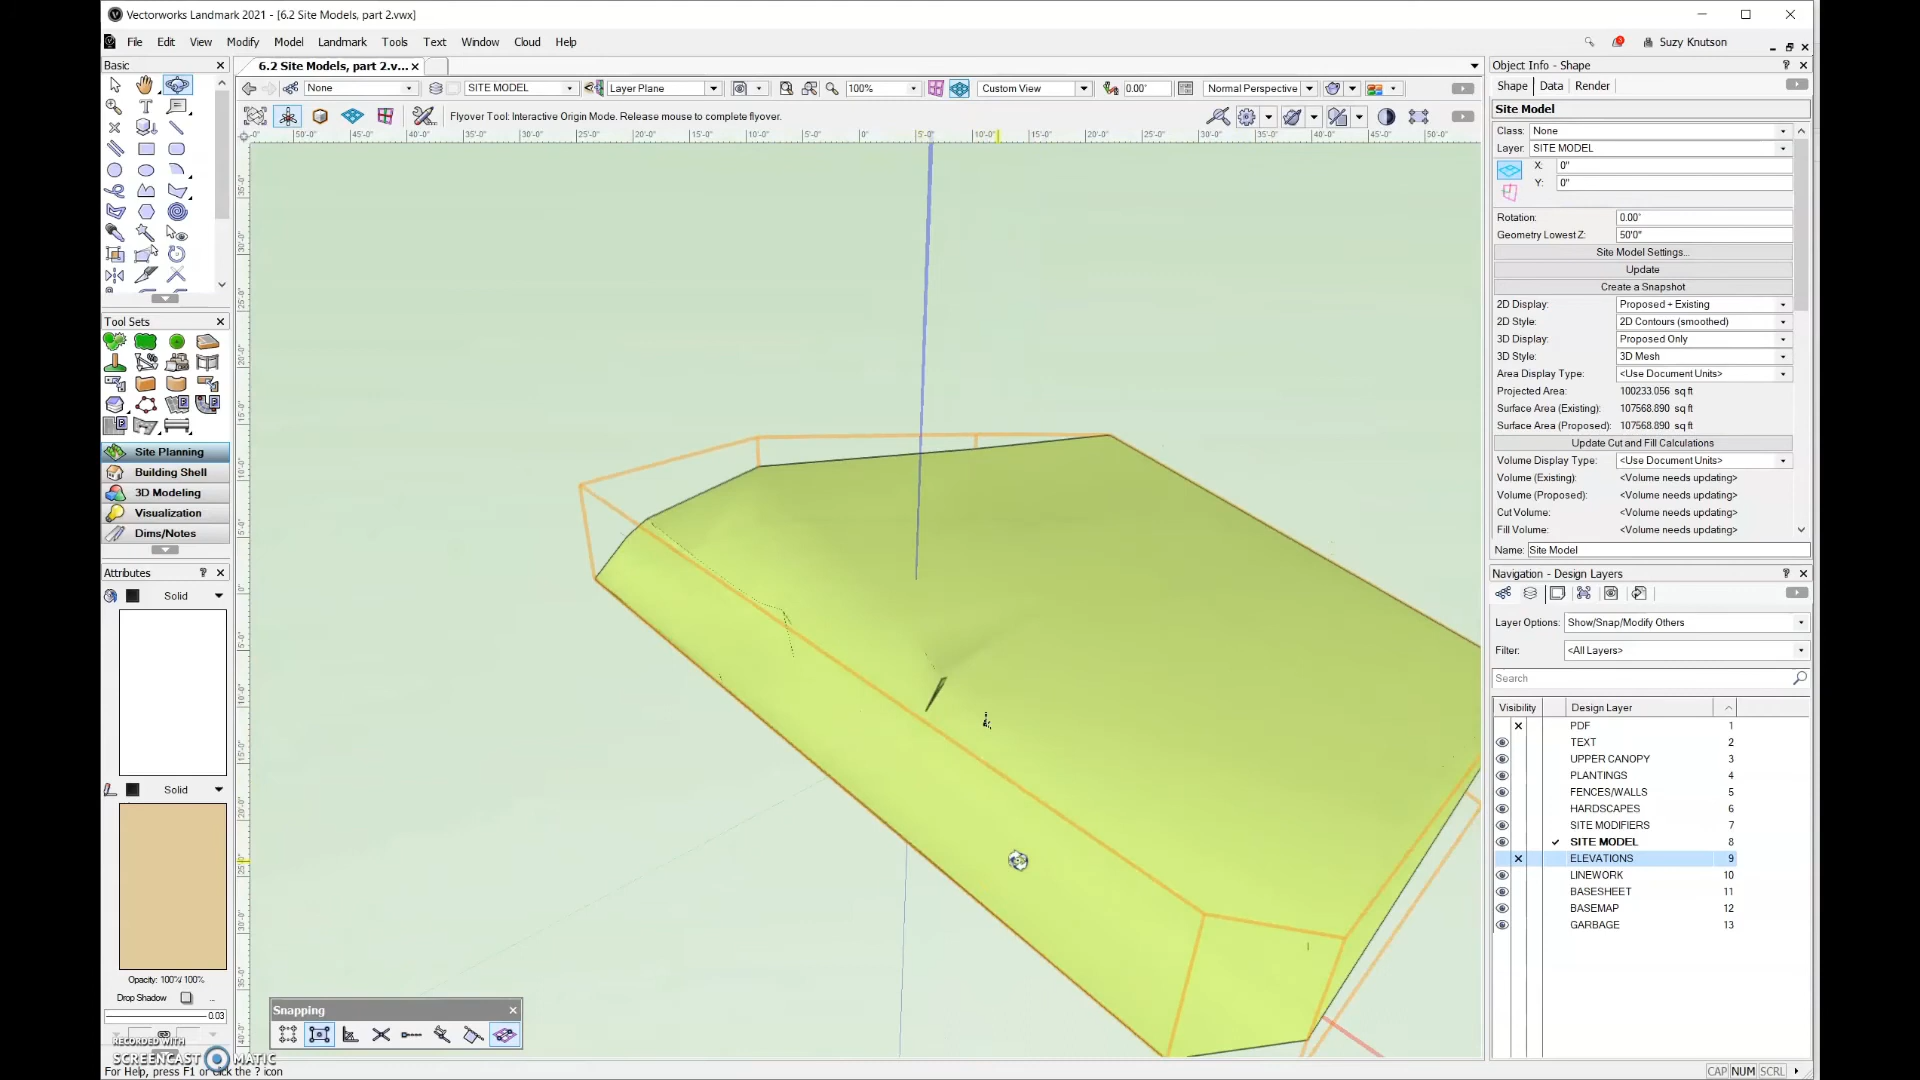 Vectorworks Landmark 2021 - [6.2 Site Models, part 2.vwx]
File Edit View Modify Model Landmark Tools Text Window Cloud Help
Suzy Knutson
Basic
6.2 Site Models, part 2.v...
None
SITE MODEL
Layer Plane
100%
Custom View
0.00°
Normal Perspective
Flyover Tool: Interactive Origin Mode. Release mouse to complete flyover.
Tool Sets
Site Planning
Building Shell
3D Modeling
Visualization
Dims/Notes
Attributes
Solid
Solid
Opacity: 100%/ 100%
Drop Shadow
0.03
RECORDED WITH
SCREENCAST MATIC
For Help, press F1 or click the ? icon
Snapping
Object Info - Shape
Shape Data Render
Site Model
Class: None
Layer: SITE MODEL
X: 0"
Y: 0"
Rotation: 0.00°
Geometry Lowest Z: 50'0"
Site Model Settings...
Update
Create a Snapshot
2D Display: Proposed + Existing
2D Style: 2D Contours (smoothed)
3D Display: Proposed Only
3D Style: 3D Mesh
Area Display Type: <Use Document Units>
Projected Area: 100233.056 sq ft
Surface Area (Existing): 107568.890 sq ft
Surface Area (Proposed): 107568.890 sq ft
Update Cut and Fill Calculations
Volume Display Type: <Use Document Units>
Volume (Existing): <Volume needs updating>
Volume (Proposed): <Volume needs updating>
Cut Volume: <Volume needs updating>
Fill Volume: <Volume needs updating>
Name: Site Model
Navigation - Design Layers
Layer Options: Show/Snap/Modify Others
Filter: <All Layers>
Search
Visibility Design Layer
PDF 1
TEXT 2
UPPER CANOPY 3
PLANTINGS 4
FENCES/WALLS 5
HARDSCAPES 6
SITE MODIFIERS 7
SITE MODEL 8
ELEVATIONS 9
LINEWORK 10
BASESHEET 11
BASEMAP 12
GARBAGE 13
CAP NUM SCRL